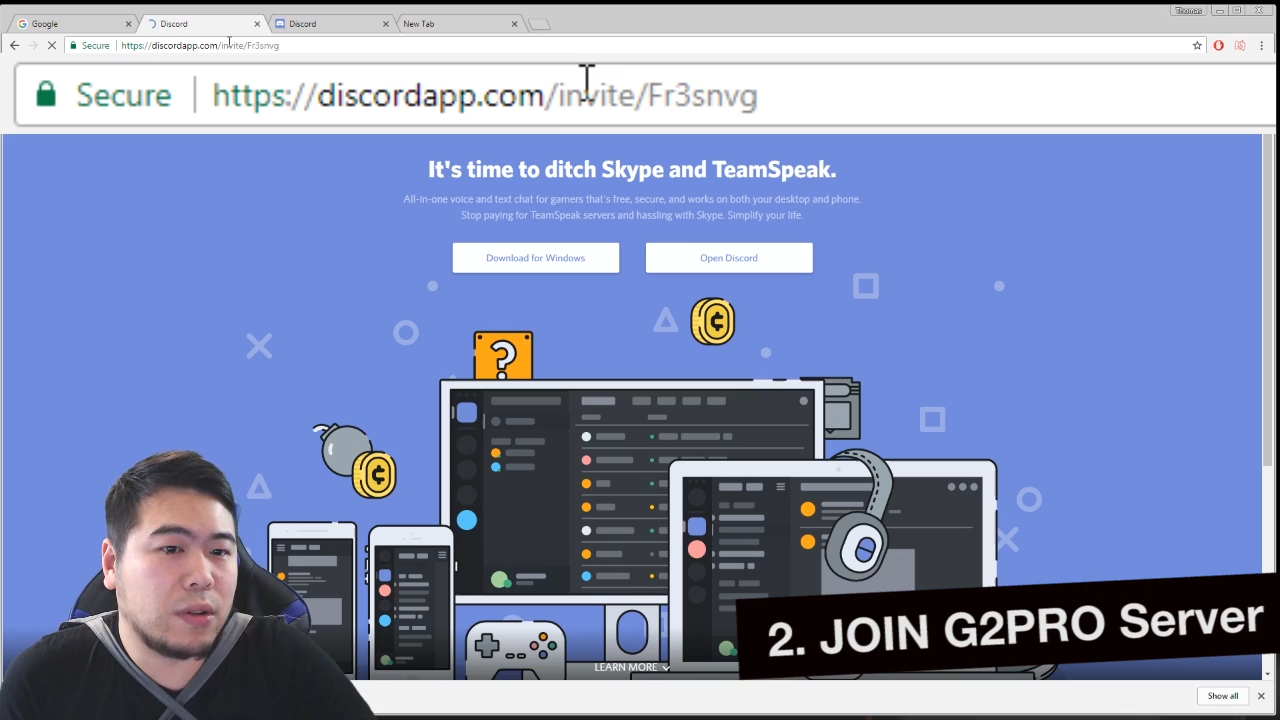 Thomas
Google
Discord
Discord
New Tab
Secure
https://discordapp.com/invite/Fr3snvg
Secure
https://discordapp.com/invite/Fr3snvg
It's time to ditch Skype and TeamSpeak.
All-in-one voice and text chat for gamers that's free, secure, and works on both your desktop and phone.
Stop paying for TeamSpeak servers and hassling with Skype. Simplify your life.
Download for Windows
Open Discord
?
2. JOIN G2PRO Server
LEARN MORE
Show all